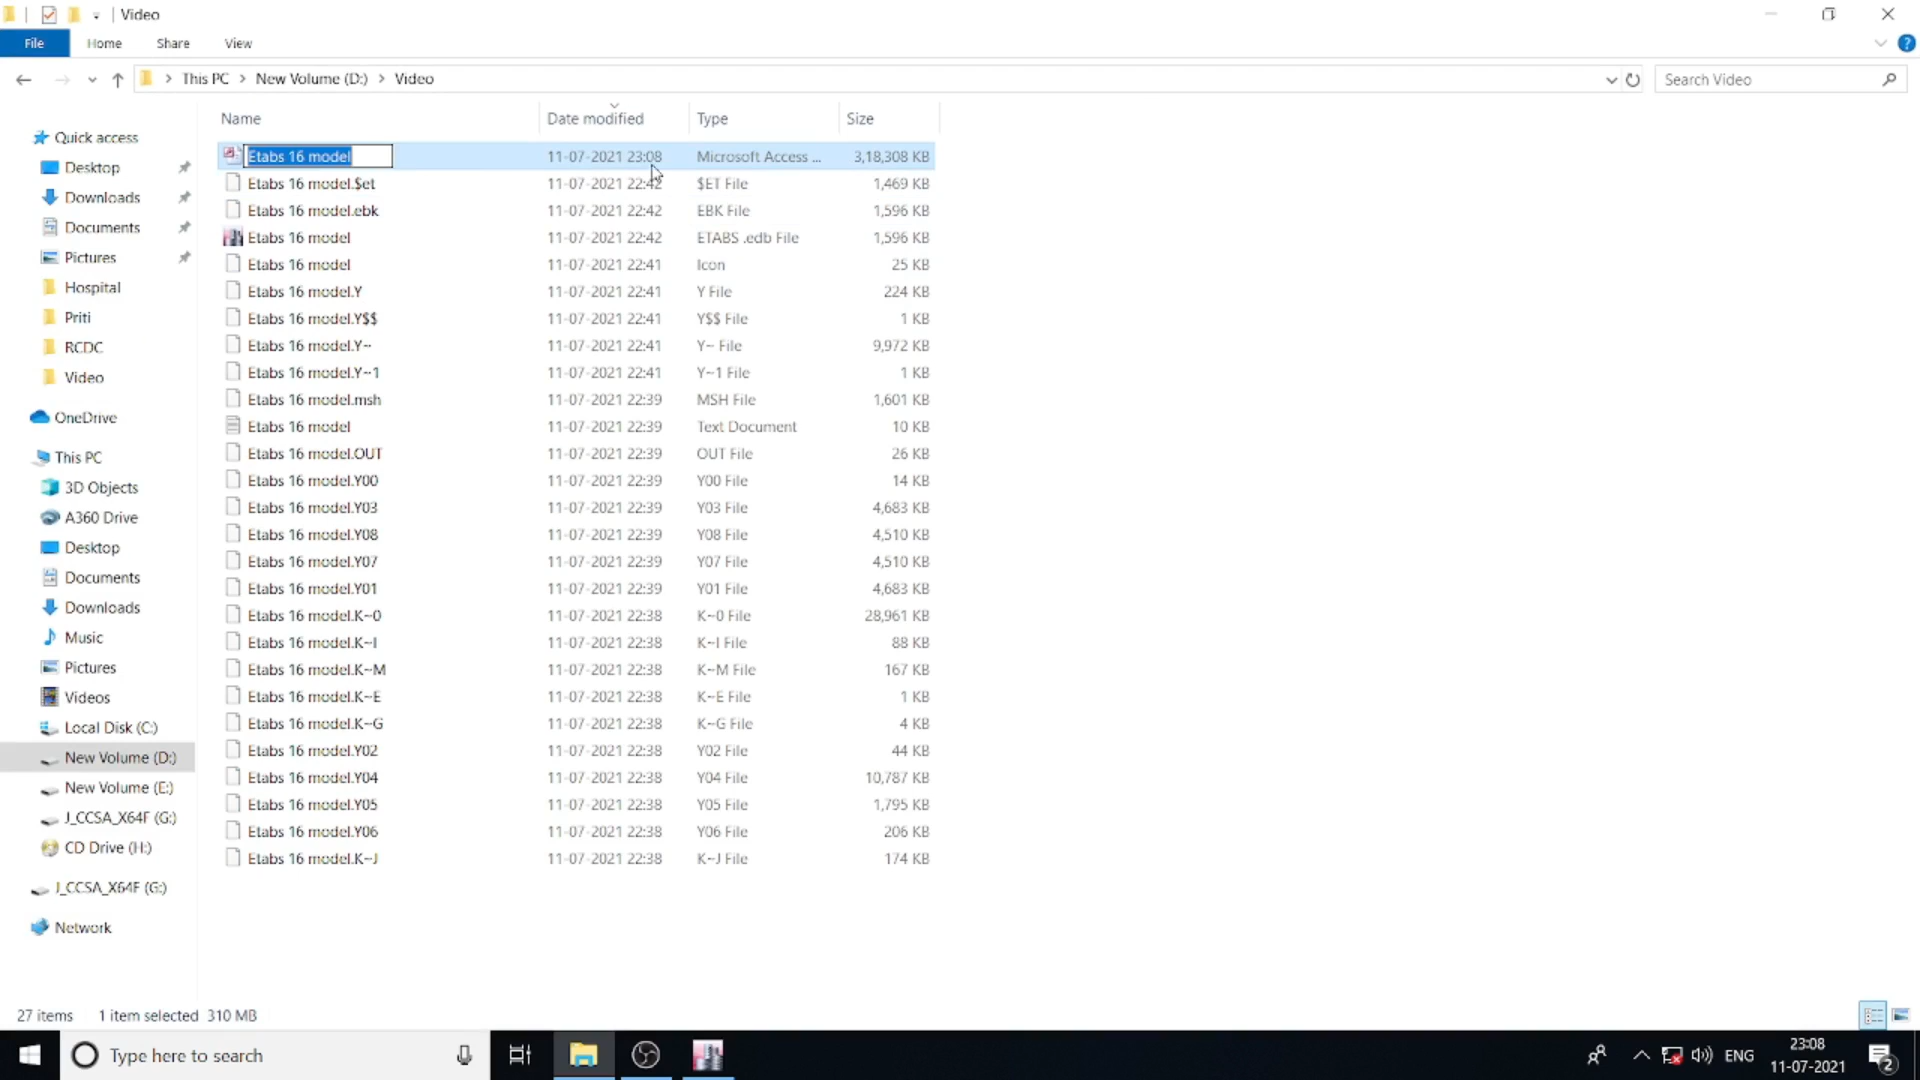 Video
File Home Share View
This PC New Volume (D:) Video
Search Video
Name Date modified Type Size
Quick access
Desktop
Downloads
Documents
Pictures
Hospital
Priti
RCDC
Video
OneDrive
This PC
3D Objects
A360 Drive
Desktop
Documents
Downloads
Music
Pictures
Videos
Local Disk (C:)
New Volume (D:)
New Volume (E:)
J_CCSA_X64F (G:)
CD Drive (H:)
J_CCSA_X64F (G:)
Network
Etabs 16 model 11-07-2021 23:08 Microsoft Access ... 3,18,308 KB
Etabs 16 model.$et 11-07-2021 22:42 $ET File 1,469 KB
Etabs 16 model.ebk 11-07-2021 22:42 EBK File 1,596 KB
Etabs 16 model 11-07-2021 22:42 ETABS .edb File 1,596 KB
Etabs 16 model 11-07-2021 22:41 Icon 25 KB
Etabs 16 model.Y 11-07-2021 22:41 Y File 224 KB
Etabs 16 model.Y$$ 11-07-2021 22:41 Y$$ File 1 KB
Etabs 16 model.Y~ 11-07-2021 22:41 Y~ File 9,972 KB
Etabs 16 model.Y~1 11-07-2021 22:41 Y~1 File 1 KB
Etabs 16 model.msh 11-07-2021 22:39 MSH File 1,601 KB
Etabs 16 model 11-07-2021 22:39 Text Document 10 KB
Etabs 16 model.OUT 11-07-2021 22:39 OUT File 26 KB
Etabs 16 model.Y00 11-07-2021 22:39 Y00 File 14 KB
Etabs 16 model.Y03 11-07-2021 22:39 Y03 File 4,683 KB
Etabs 16 model.Y08 11-07-2021 22:39 Y08 File 4,510 KB
Etabs 16 model.Y07 11-07-2021 22:39 Y07 File 4,510 KB
Etabs 16 model.Y01 11-07-2021 22:39 Y01 File 4,683 KB
Etabs 16 model.K~0 11-07-2021 22:38 K~0 File 28,961 KB
Etabs 16 model.K~I 11-07-2021 22:38 K~I File 88 KB
Etabs 16 model.K~M 11-07-2021 22:38 K~M File 167 KB
Etabs 16 model.K~E 11-07-2021 22:38 K~E File 1 KB
Etabs 16 model.K~G 11-07-2021 22:38 K~G File 4 KB
Etabs 16 model.Y02 11-07-2021 22:38 Y02 File 44 KB
Etabs 16 model.Y04 11-07-2021 22:38 Y04 File 10,787 KB
Etabs 16 model.Y05 11-07-2021 22:38 Y05 File 1,795 KB
Etabs 16 model.Y06 11-07-2021 22:38 Y06 File 206 KB
Etabs 16 model.K~J 11-07-2021 22:38 K~J File 174 KB
27 items 1 item selected 310 MB
Type here to search
ENG
23:08
11-07-2021
2